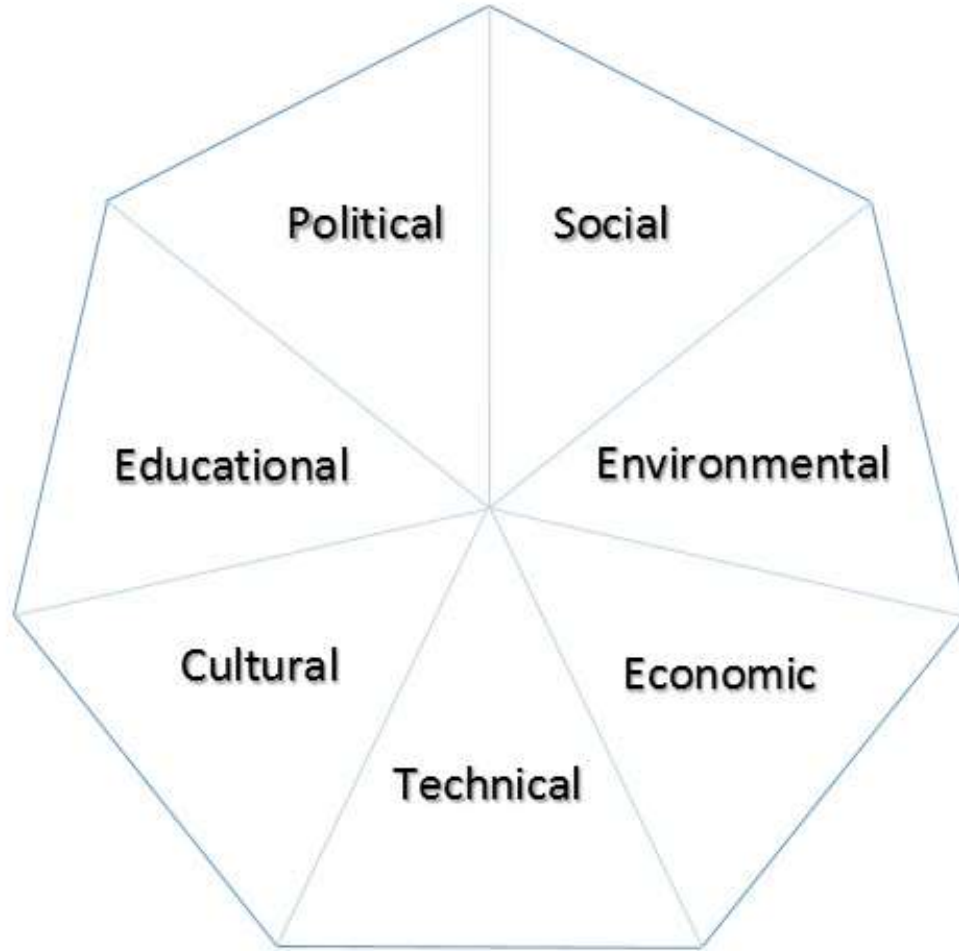 Political
Social
Educational
Environmental
Cultural
Economic
Technical